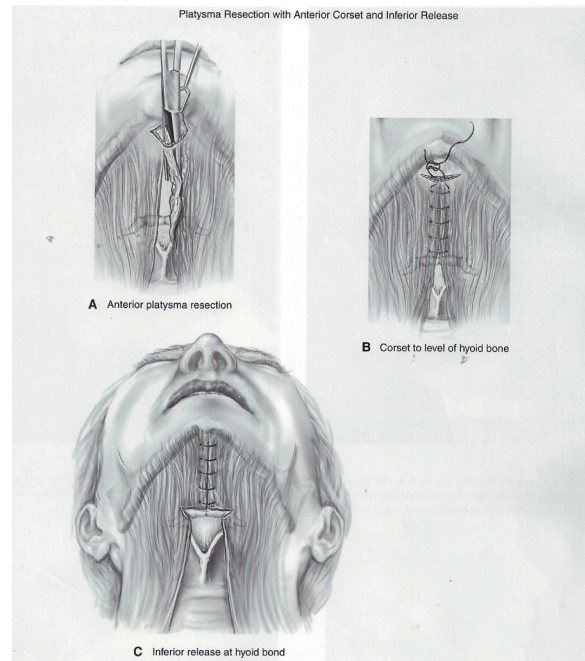 Platysma Resection with Anterior Corset and Inferior Release
A Anterior platysma resection
B Corset to level of hyoid bone
C Inferior release at hyoid bond